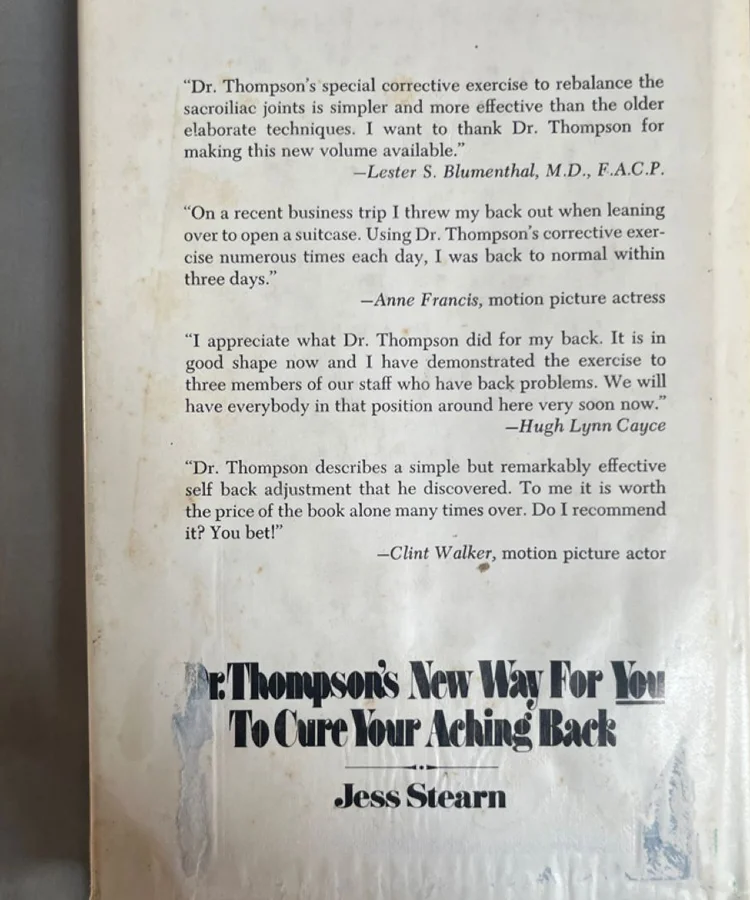 “Dr. Thompson’s special corrective exercise to rebalance the
sacroiliac joints is simpler and more effective than the older
elaborate techniques. I want to thank Dr. Thompson for
making this new volume available.”
—Lester S. Blumenthal, M.D., F.A.C.P.
“On a recent business trip I threw my back out when leaning
over to open a suitcase. Using Dr. Thompson’s corrective exer-
cise numerous times each day, I was back to normal within
three days.”
—Anne Francis, motion picture actress
“I appreciate what Dr. Thompson did for my back. It is in
good shape now and I have demonstrated the exercise to
three members of our staff who have back problems. We will
have everybody in that position around here very soon now.”
—Hugh Lynn Cayce
“Dr. Thompson describes a simple but remarkably effective
self back adjustment that he discovered. To me it is worth
the price of the book alone many times over. Do I recommend
it? You bet!”
—Clint Walker, motion picture actor
Dr. Thompson’s New Way For You
To Cure Your Aching Back
Jess Stearn